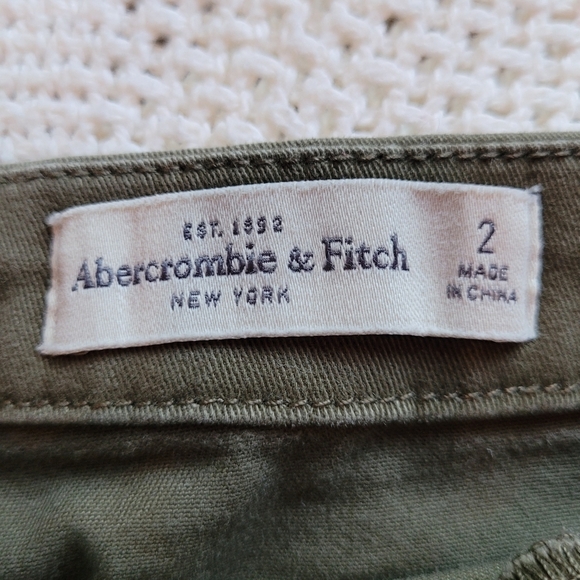 EST. 1892
Abercrombie & Fitch
NEW YORK
2
MADE
IN CHINA